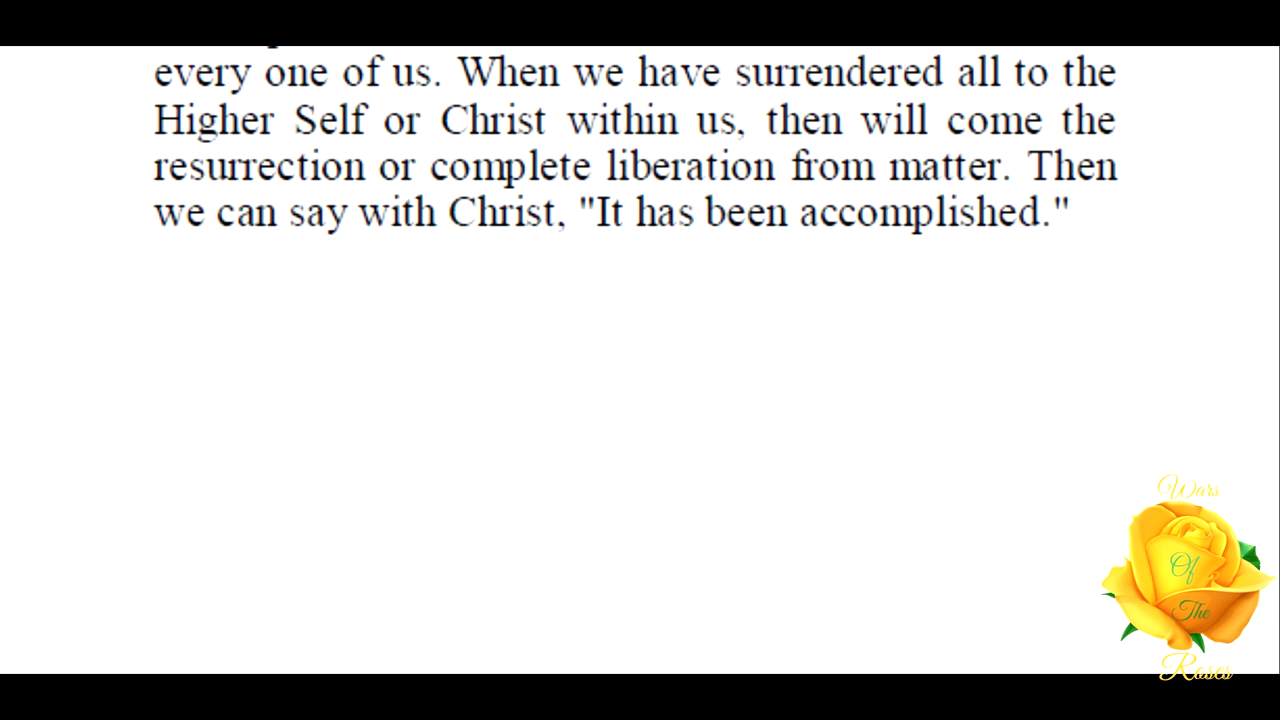 every one of us. When we have surrendered all to the
Higher Self or Christ within us, then will come the
resurrection or complete liberation from matter. Then
we can say with Christ, "It has been accomplished."
Wars
Of
The
Roses